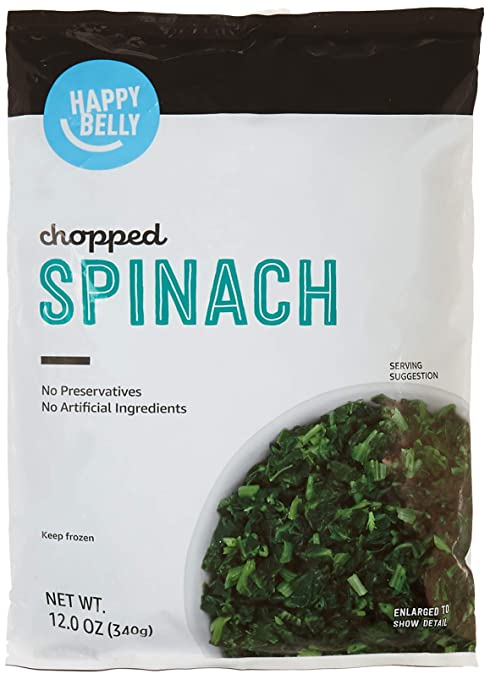 HAPPY
BELLY
chopped
SPINACH
No Preservatives
No Artificial Ingredients
SERVING
SUGGESTION
Keep frozen
NET WT.
12.0 OZ (340g)
ENLARGED TO
SHOW DETAIL